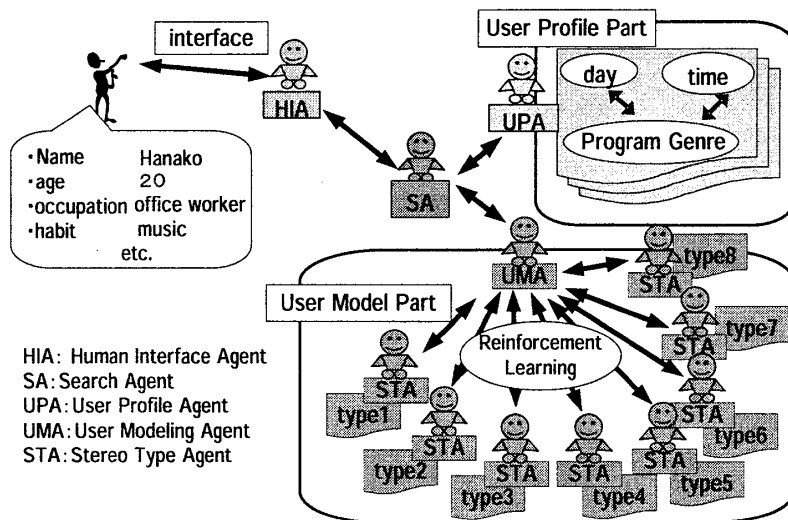 interface
User Profile Part
HIA
UPA
day
time
Program Genre
・Name Hanako
・age 20
・occupation office worker
・habit music
etc.
SA
UMA
User Model Part
Reinforcement
Learning
STA
type8
STA
type7
STA
type6
STA
type5
STA
type4
STA
type3
STA
type2
STA
type1
HIA: Human Interface Agent
SA:Search Agent
UPA:User Profile Agent
UMA:User Modeling Agent
STA:Stereo Type Agent